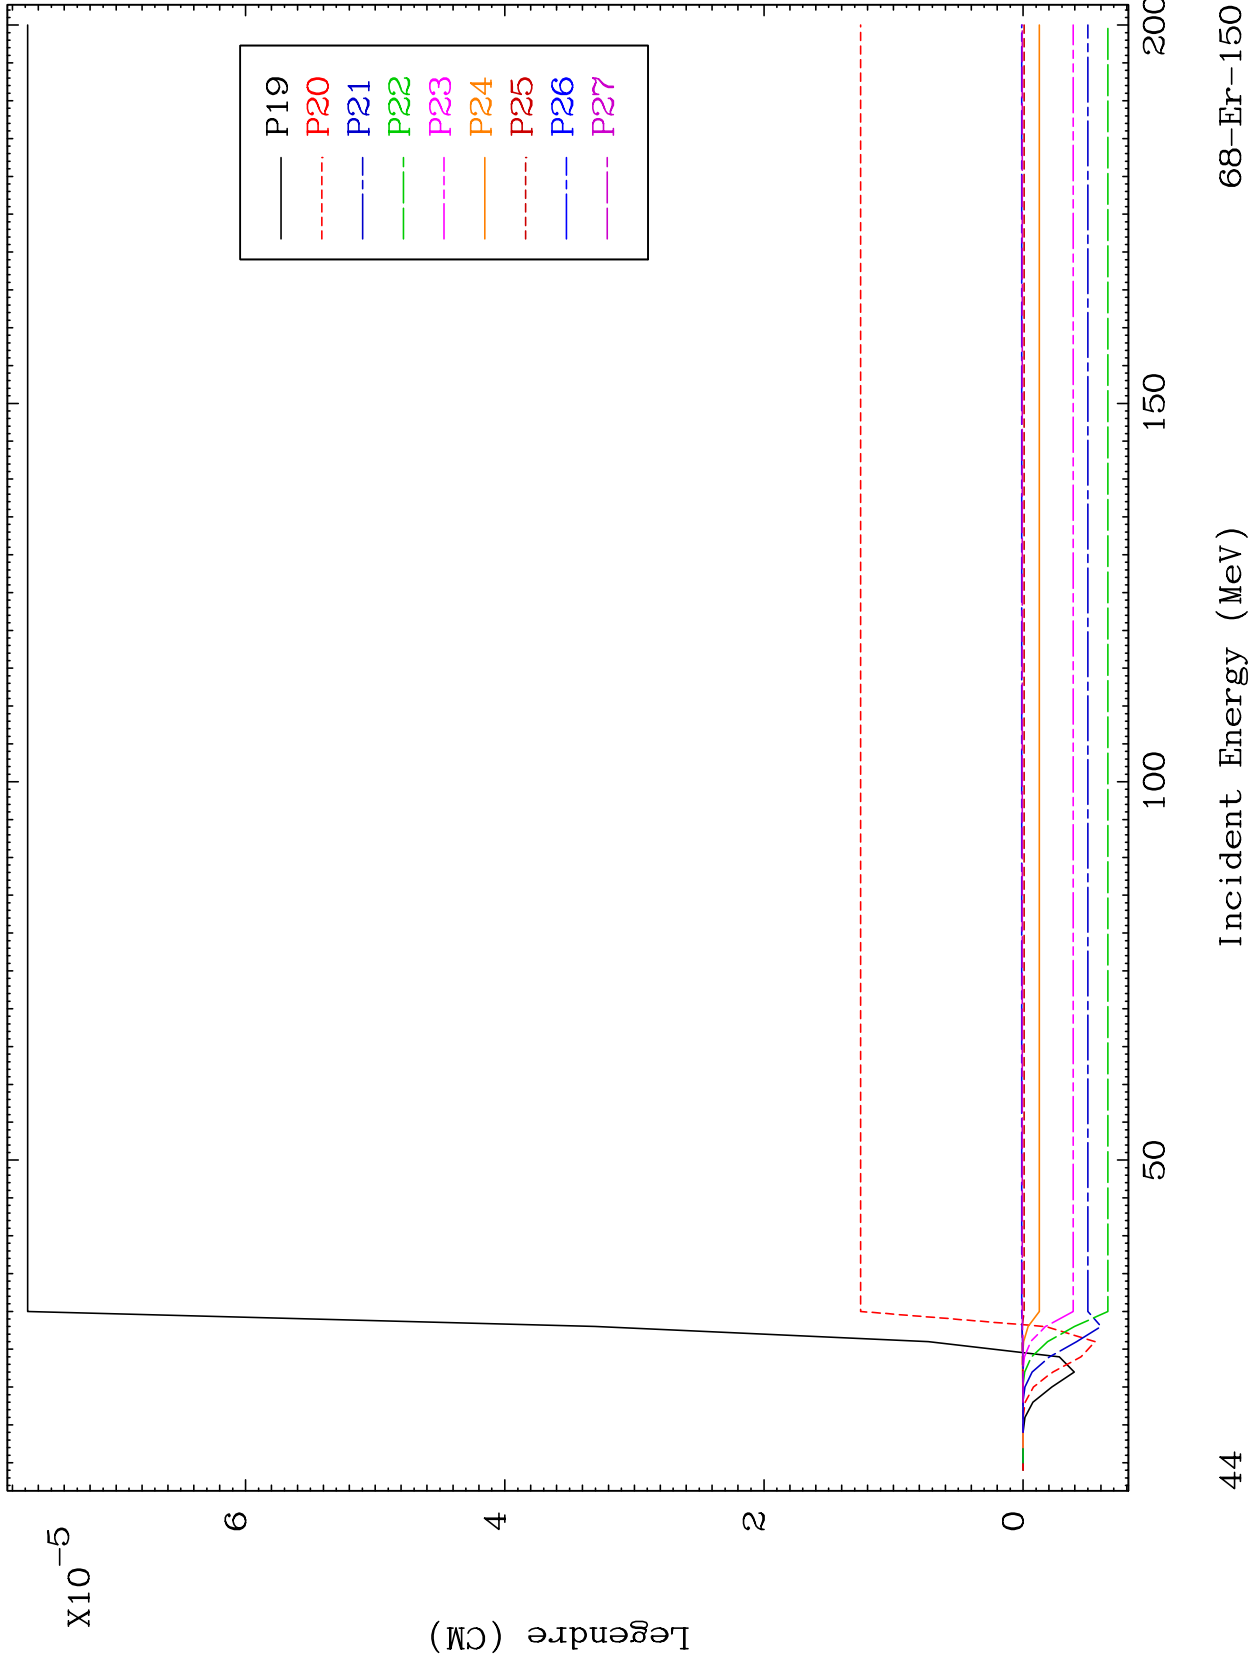 X10-5
6
4
2
0
Legendre (CM)
P19
P20
P21
P22
P23
P24
P25
P26
P27
50
100
150
200
Incident Energy (MeV)
44
68-Er-150